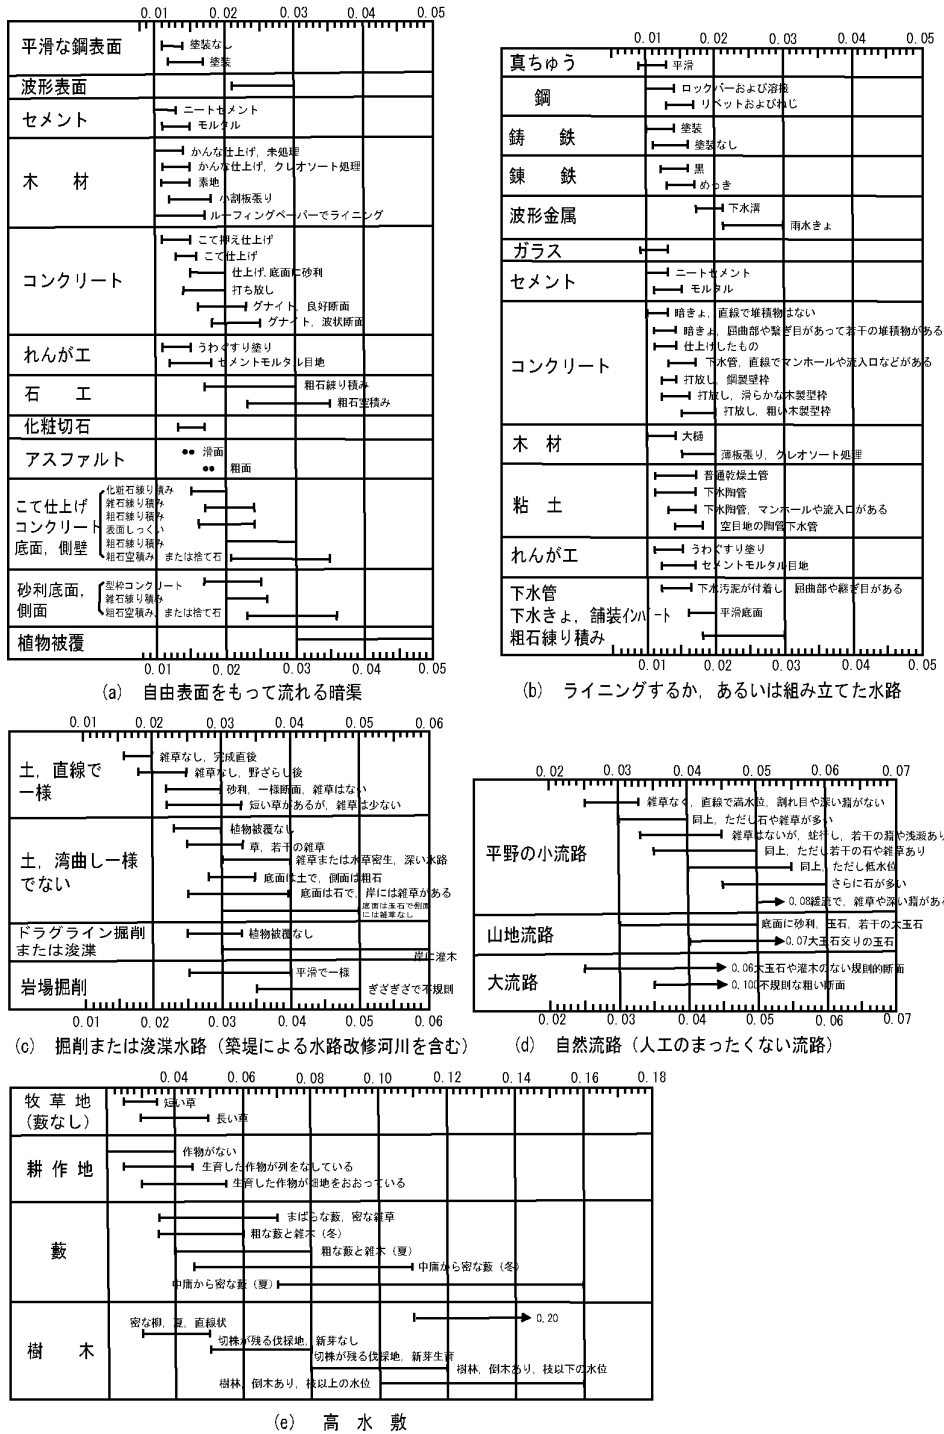 0.01 0.02 0.03 0.04 0.05
平滑な鋼表面
塗装なし
塗装
波形表面
セメント
ニートセメント
モルタル
木 材
かんな仕上げ, 未処理
かんな仕上げ, クレオソート処理
素地
小割板張り
ルーフィングペーパーでライニング
コンクリート
こて押え仕上げ
こて仕上げ
仕上げ, 底面に砂利
打ち放し
グナイト, 良好断面
グナイト, 波状断面
れんが工
うわぐすり塗り
セメントモルタル目地
石 工
粗石練り積み
粗石空積み
化粧切石
アスファルト
滑面
粗面
こて仕上げ
コンクリート
底面, 側壁
化粧石練り積み
雑石練り積み
粗石練り積み
表面しっくい
粗石練り積み
粗石空積み, または捨て石
砂利底面,
側面
型枠コンクリート
雑石練り積み
粗石空積み, または捨て石
植物被覆
0.01 0.02 0.03 0.04 0.05
(a) 自由表面をもって流れる暗渠
0.01 0.02 0.03 0.04 0.05
真ちゅう
平滑
鋼
ロックバーおよび溶接
リベットおよびねじ
鋳 鉄
塗装
塗装なし
錬 鉄
黒
めっき
波形金属
下水溝
雨水きょ
ガラス
セメント
ニートセメント
モルタル
コンクリート
暗きょ, 直線で堆積物はない
暗きょ, 屈曲部や繋ぎ目があって若干の堆積物がある
仕上げしたもの
下水管, 直線でマンホールや流入口などがある
打放し, 鋼製型枠
打放し, 滑らかな木製型枠
打放し, 粗い木製型枠
木 材
大樋
薄板張り, クレオソート処理
粘 土
普通乾燥土管
下水陶管
下水陶管, マンホールや流入口がある
空目地の陶管下水管
れんが工
うわぐすり塗り
セメントモルタル目地
下水管
下水汚泥が付着し, 屈曲部や継ぎ目がある
下水きょ, 舗装インバート
平滑底面
粗石練り積み
0.01 0.02 0.03 0.04 0.05
(b) ライニングするか, あるいは組み立てた水路
0.01 0.02 0.03 0.04 0.05 0.06
土, 直線で
一様
雑草なし, 完成直後
雑草なし, 野ざらし後
砂利, 一様断面, 雑草はない
短い草があるが, 雑草は少ない
土, 湾曲し一様
でない
植物被覆なし
草, 若干の雑草
雑草または水草密生, 深い水路
底面は土で, 側面は粗石
底面は石で, 岸には雑草がある
底面は玉石で側面
には雑草なし
ドラグライン掘削
または浚渫
植物被覆なし
岸に灌木
岩場掘削
平滑で一様
ぎざぎざで不規則
0.01 0.02 0.03 0.04 0.05 0.06
(c) 掘削または浚渫水路 (築堤による水路改修河川を含む)
0.02 0.03 0.04 0.05 0.06 0.07
平野の小流路
雑草なく, 直線で満水位, 割れ目や深い淵がない
同上, ただし石や雑草が多い
雑草はないが, 蛇行し, 若干の淵や浅瀬あり
同上, ただし若干の石や雑草あり
同上, ただし低水位
さらに石が多い
0.08緩流で, 雑草や深い淵がある
山地流路
底面に砂利, 玉石, 若干の大玉石
0.07大玉石交りの玉石
大流路
0.06大玉石や灌木のない規則的断面
0.100不規則な粗い断面
0.02 0.03 0.04 0.05 0.06 0.07
(d) 自然流路 (人工のまったくない流路)
0.04 0.06 0.08 0.10 0.12 0.14 0.16 0.18
牧草地
(藪なし)
短い草
長い草
耕作地
作物がない
生育した作物が列をなしている
生育した作物が畑地をおおっている
藪
まばらな藪, 密な雑草
粗な藪と雑木 (冬)
粗な藪と雑木 (夏)
中庸から密な藪 (冬)
中庸から密な藪 (夏)
樹 木
0.20
密な柳, 夏, 直線状
切株が残る伐採地, 新芽なし
切株が残る伐採地, 新芽生育
樹林, 倒木あり, 枝以下の水位
樹林, 倒木あり, 枝以上の水位
(e) 高 水 敷